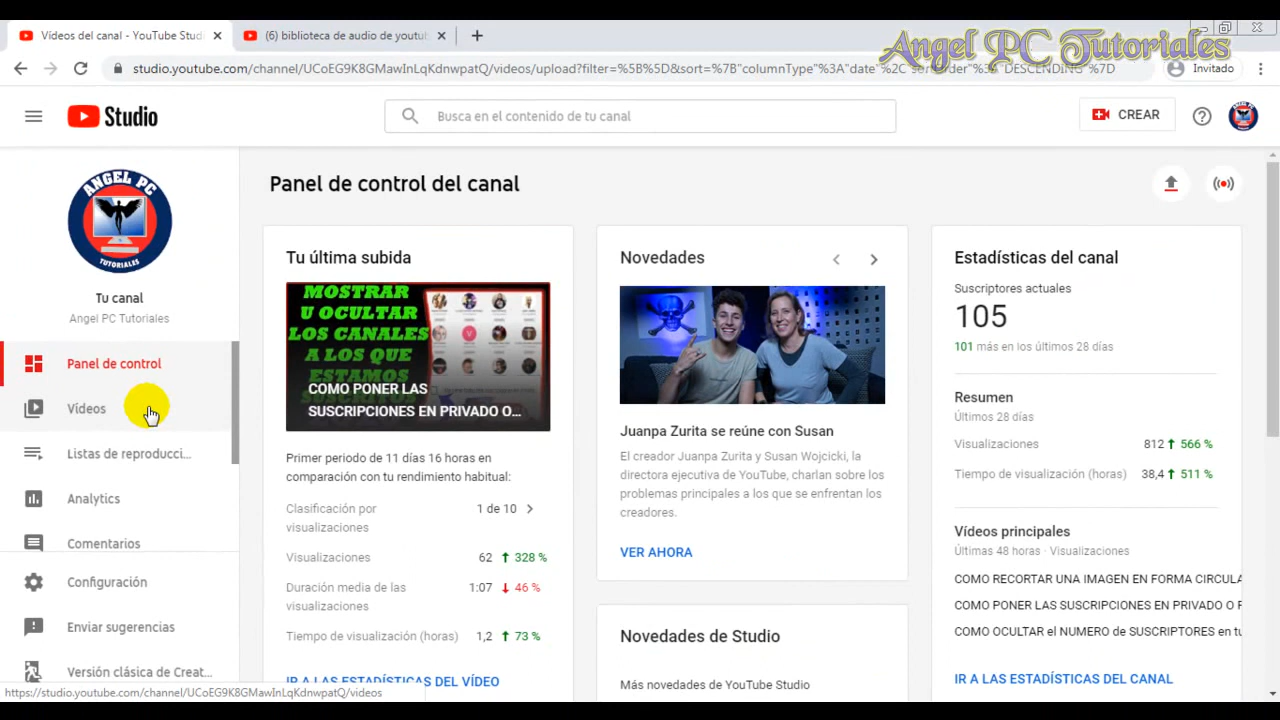 Vídeos del canal - YouTube Studi
(6) biblioteca de audio de youtu
Angel PC Tutoriales
studio.youtube.com/channel/UCoEG9K8GMawInLqKdnwpatQ/videos/upload?filter=%5B%5D&sort=%7B"columnType"%3A"date"%2C"sortOrder"%3A"DESCENDING"%7D
Invitado
Studio
Busca en el contenido de tu canal
CREAR
ANGEL PC
TUTORIALES
Tu canal
Angel PC Tutoriales
Panel de control
Vídeos
Listas de reproducci...
Analytics
Comentarios
Configuración
Enviar sugerencias
Versión clásica de Creat...
https://studio.youtube.com/channel/UCoEG9K8GMawInLqKdnwpatQ/videos
Panel de control del canal
Tu última subida
MOSTRAR
U OCULTAR
LOS CANALES
A LOS QUE
ESTAMOS
SUSCRITOS
COMO PONER LAS
SUSCRIPCIONES EN PRIVADO O...
Primer periodo de 11 días 16 horas en
comparación con tu rendimiento habitual:
Clasificación por
visualizaciones
1 de 10
Visualizaciones 62 328 %
Duración media de las
visualizaciones
1:07 46 %
Tiempo de visualización (horas) 1,2 73 %
IR A LAS ESTADÍSTICAS DEL VÍDEO
Novedades
Juanpa Zurita se reúne con Susan
El creador Juanpa Zurita y Susan Wojcicki, la
directora ejecutiva de YouTube, charlan sobre los
problemas principales a los que se enfrentan los
creadores.
VER AHORA
Novedades de Studio
Más novedades de YouTube Studio
Estadísticas del canal
Suscriptores actuales
105
101 más en los últimos 28 días
Resumen
Últimos 28 días
Visualizaciones 812 566 %
Tiempo de visualización (horas) 38,4 511 %
Vídeos principales
Últimas 48 horas · Visualizaciones
COMO RECORTAR UNA IMAGEN EN FORMA CIRCULA
COMO PONER LAS SUSCRIPCIONES EN PRIVADO O P
COMO OCULTAR el NUMERO de SUSCRIPTORES en tu
IR A LAS ESTADÍSTICAS DEL CANAL